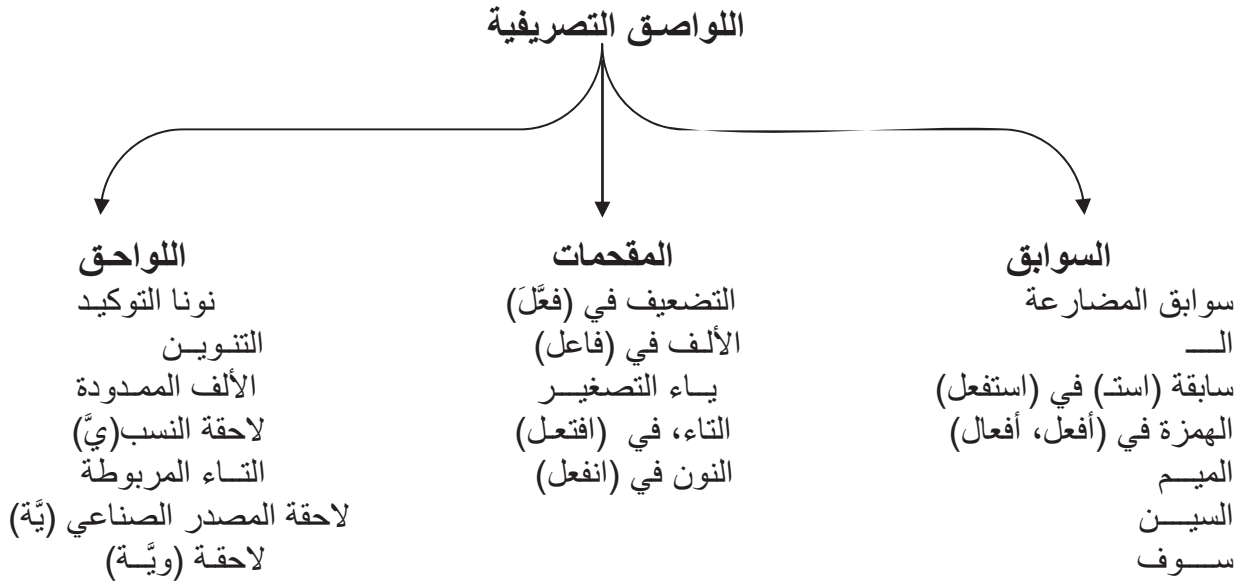 اللواصق التصريفية
السوابق
سوابق المضارعة
الـ
سابقة (استـ) في (استفعل)
الهمزة في (أفعل، أفعال)
الميم
السين
سوف
المقحمات
التضعيف في (فعَّلَ)
الألف في (فاعل)
ياء التصغير
التاء، في (افتعل)
النون في (انفعل)
اللواحق
نونا التوكيد
التنوين
الألف الممدودة
لاحقة النسب(يَّ)
التاء المربوطة
لاحقة المصدر الصناعي (يَّة)
لاحقة (ويَّة)